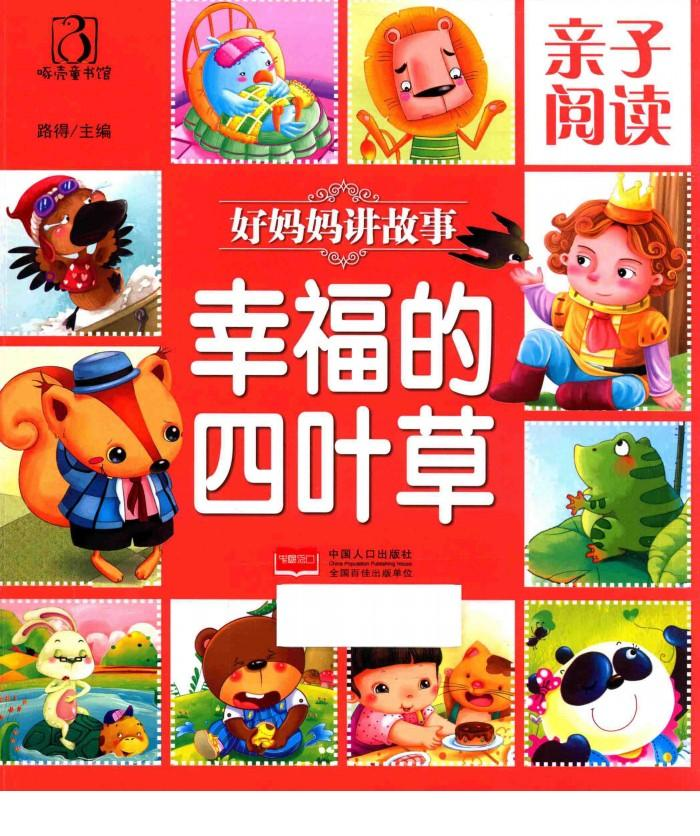 啄壳童书馆
路得/主编
亲子
阅读
好妈妈讲故事
幸福的
四叶草
中国人口出版社
China Population Publishing House
全国百佳出版单位